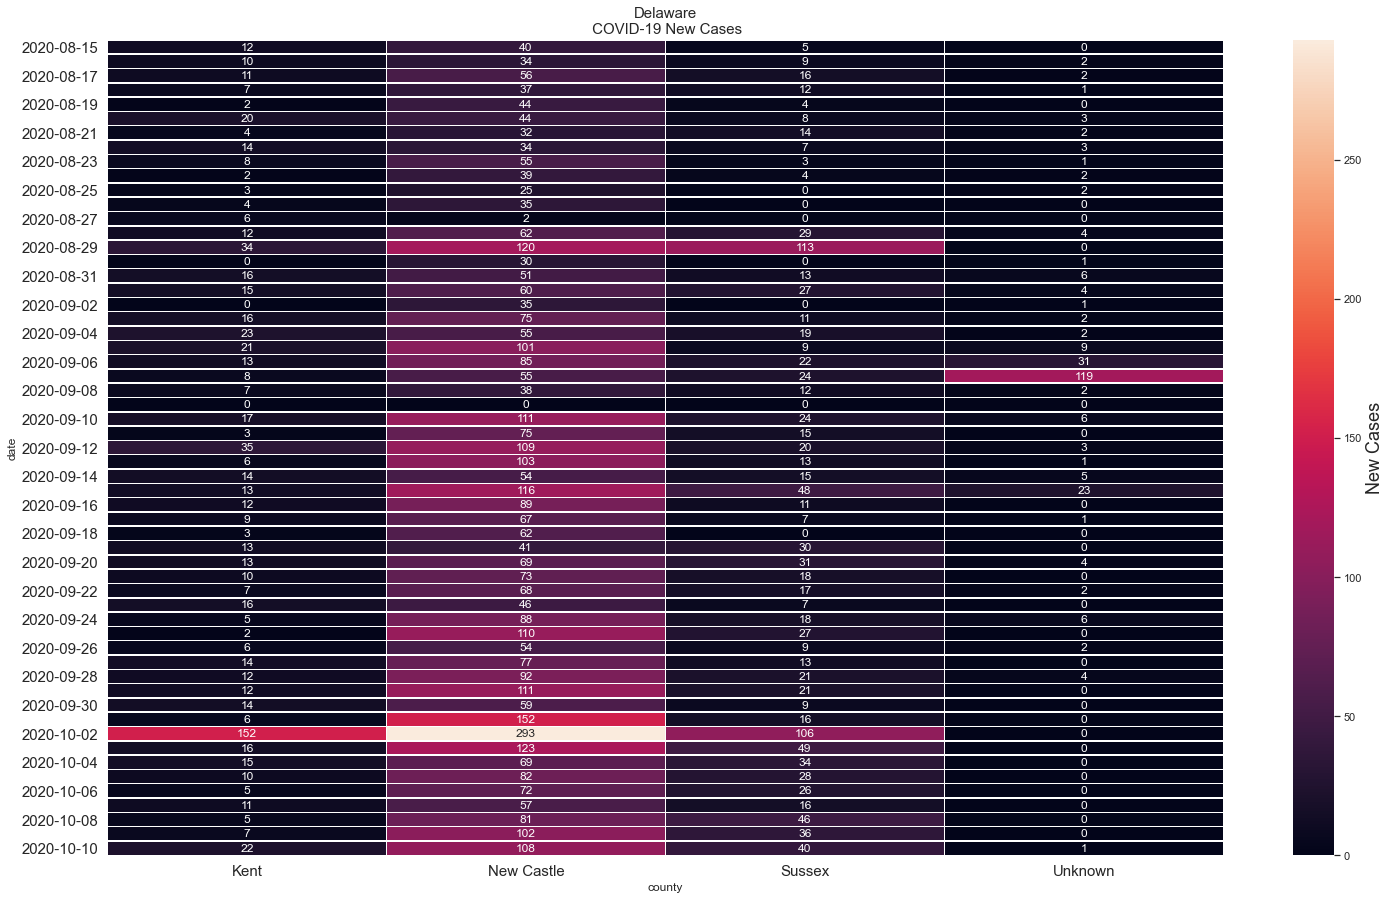 Delaware
COVID-19 New Cases
2020-08-15 12 40 5 0
10 34 9 2
2020-08-17 11 56 16 2
7 37 12 1
2020-08-19 2 44 4 0
20 44 8 3
2020-08-21 4 32 14 2
14 34 7 3
2020-08-23 8 55 3 1
2 39 4 2
2020-08-25 3 25 0 2
4 35 0 0
2020-08-27 6 2 0 0
12 62 29 4
2020-08-29 34 120 113 0
0 30 0 1
2020-08-31 16 51 13 6
15 60 27 4
2020-09-02 0 35 0 1
16 75 11 2
2020-09-04 23 55 19 2
21 101 9 9
2020-09-06 13 85 22 31
8 55 24 119
2020-09-08 7 38 12 2
0 0 0 0
2020-09-10 17 111 24 6
3 75 15 0
2020-09-12 35 109 20 3
6 103 13 1
2020-09-14 14 54 15 5
13 116 48 23
2020-09-16 12 89 11 0
9 67 7 1
2020-09-18 3 62 0 0
13 41 30 0
2020-09-20 13 69 31 4
10 73 18 0
2020-09-22 7 68 17 2
16 46 7 0
2020-09-24 5 88 18 6
2 110 27 0
2020-09-26 6 54 9 2
14 77 13 0
2020-09-28 12 92 21 4
12 111 21 0
2020-09-30 14 59 9 0
6 152 16 0
2020-10-02 152 293 106 0
16 123 49 0
2020-10-04 15 69 34 0
10 82 28 0
2020-10-06 5 72 26 0
11 57 16 0
2020-10-08 5 81 46 0
7 102 36 0
2020-10-10 22 108 40 1
Kent New Castle Sussex Unknown
county
date
250
200
150
100
50
0
New Cases